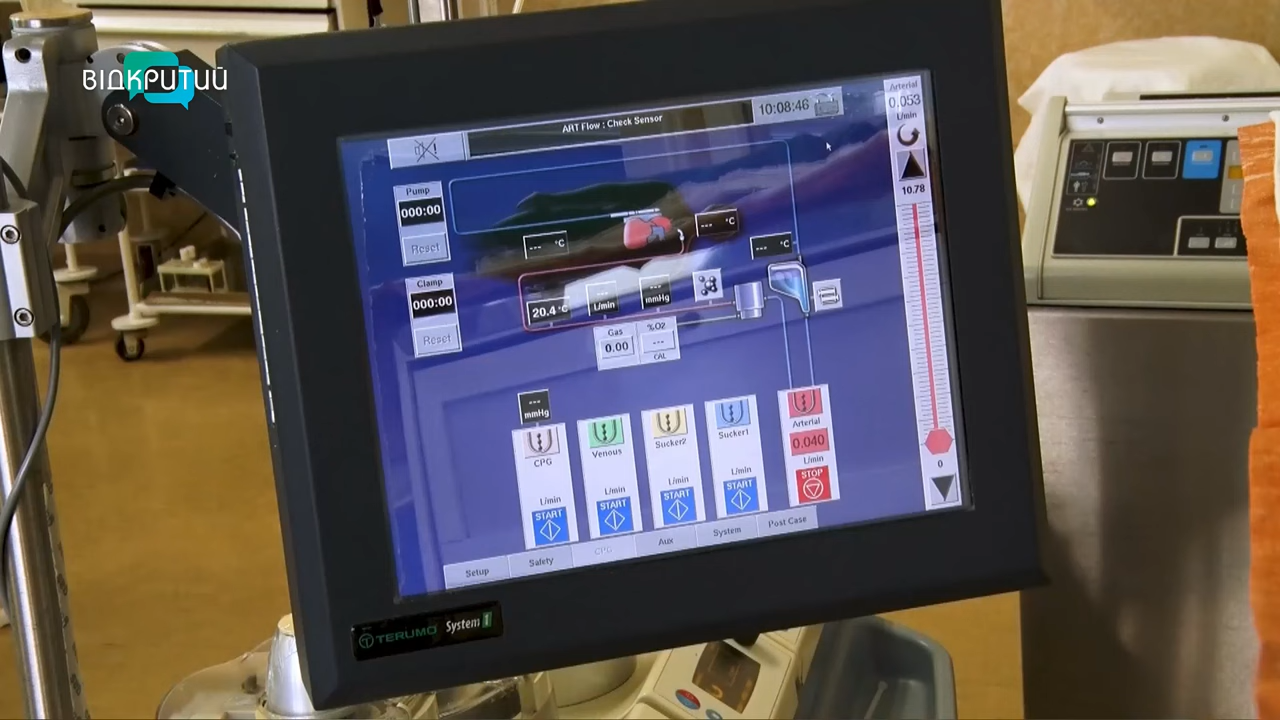 ВІДКРИТИЙ
ART Flow : Check Sensor
10:08:46
Arterial
0.053
L/min
10.78
0
Pump
000:00
Reset
Clamp
000:00
Reset
--- °C
--- °C
--- °C
20.4 °C
--- L/min
--- mmHg
Gas
0.00
%O2
---
CAL
---
mmHg
CPG
L/min
START
Venous
L/min
START
Sucker2
L/min
START
Sucker1
L/min
START
Arterial
0.040
L/min
STOP
Setup
Safety
CPG
Aux
System
Post Case
TERUMO System 1